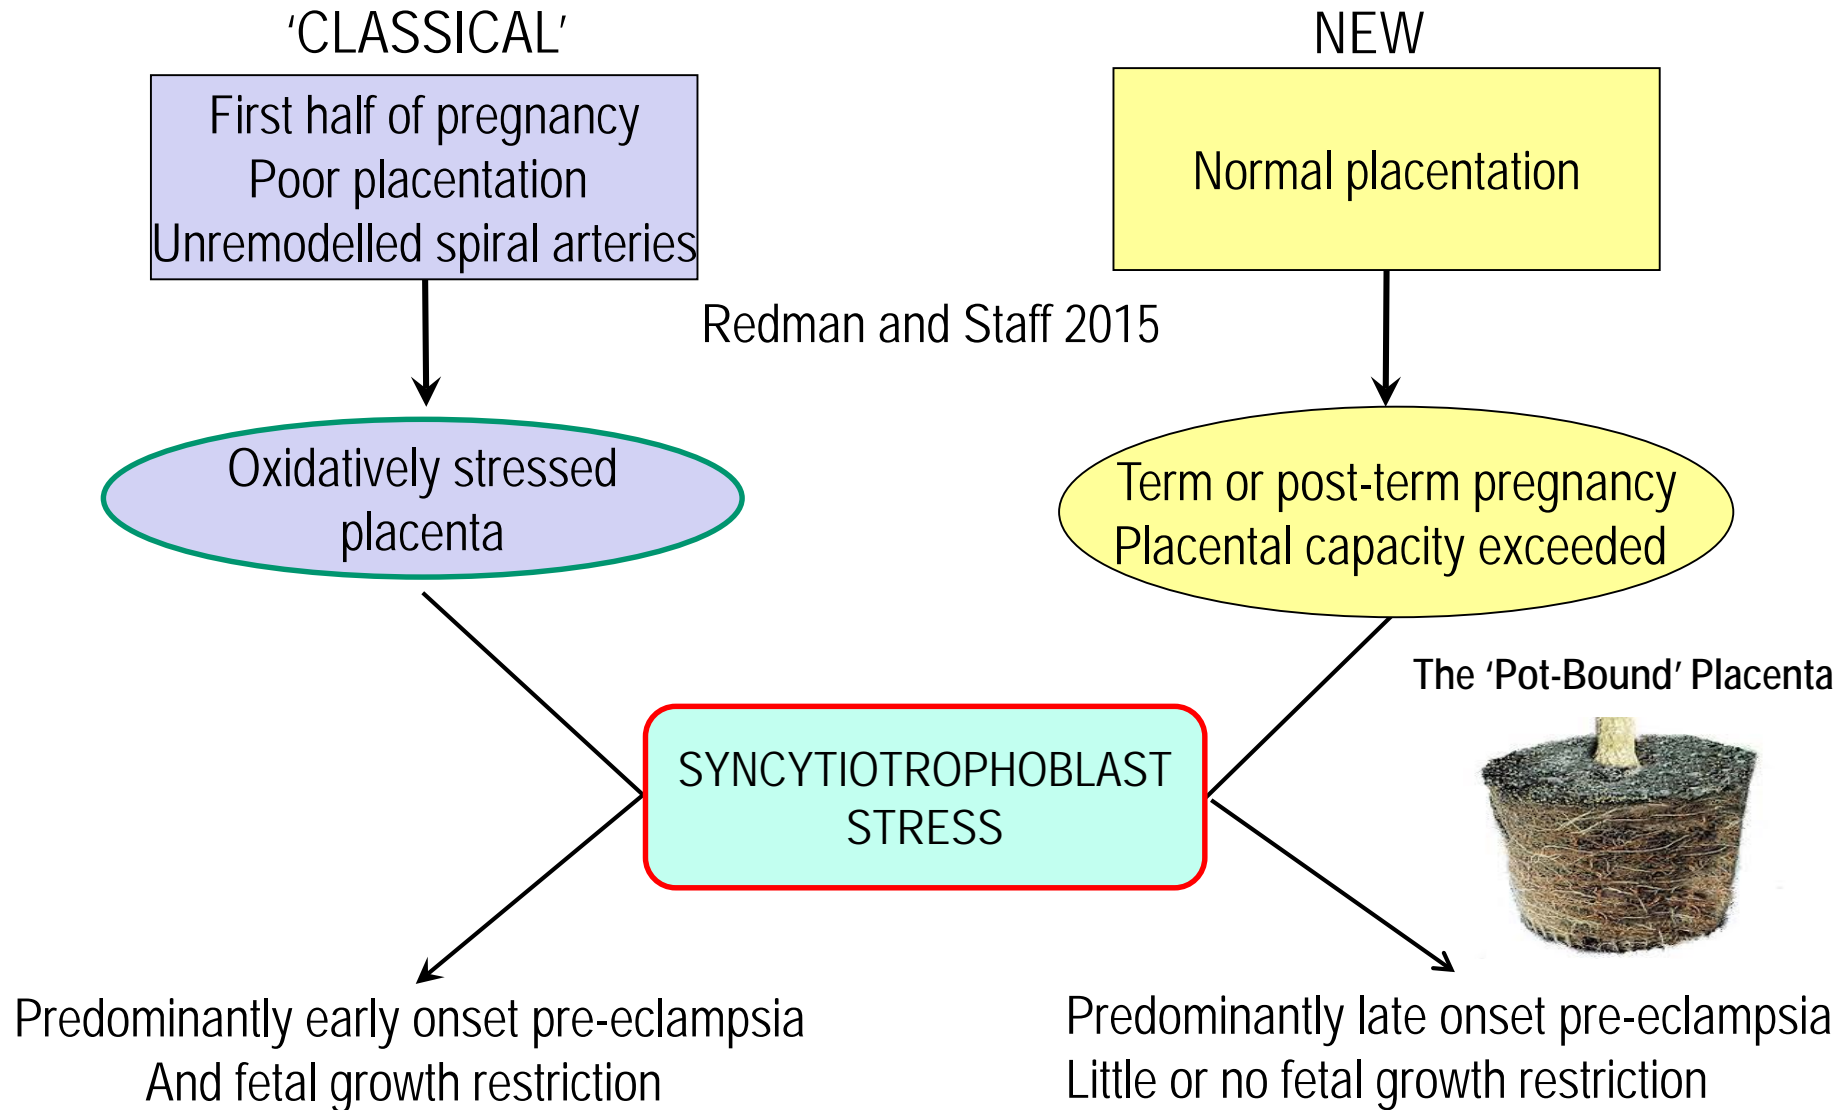 ‘CLASSICAL’
First half of pregnancy
Poor placentation
Unremodelled spiral arteries
NEW
Normal placentation
Redman and Staff 2015
Oxidatively stressed
placenta
Term or post-term pregnancy
Placental capacity exceeded
The ‘Pot-Bound’ Placenta
SYNCYTIOTROPHOBLAST
STRESS
Predominantly early onset pre-eclampsia
And fetal growth restriction
Predominantly late onset pre-eclampsia
Little or no fetal growth restriction